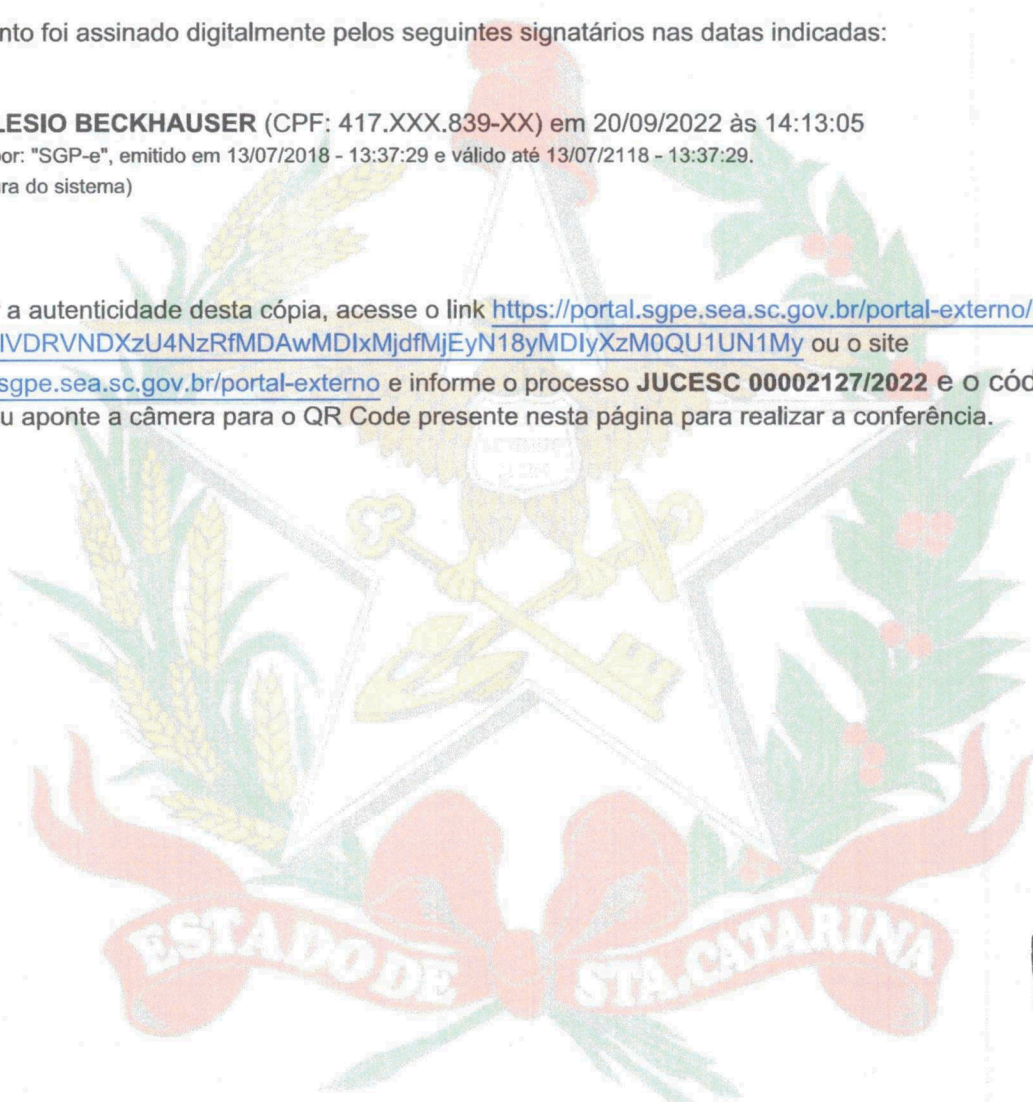 nto foi assinado digitalmente pelos seguintes signatários nas datas indicadas:
LESIO BECKHAUSER (CPF: 417.XXX.839-XX) em 20/09/2022 às 14:13:05
por: "SGP-e", emitido em 13/07/2018 - 13:37:29 e válido até 13/07/2118 - 13:37:29.
ura do sistema)
a autenticidade desta cópia, acesse o link https://portal.sgpe.sea.sc.gov.br/portal-externo/
IVDRVNDXzU4NzRfMDAwMDIxMjdfMjEyN18yMDIyXzM0QU1UN1My ou o site
sgpe.sea.sc.gov.br/portal-externo e informe o processo JUCESC 00002127/2022 e o cód
u aponte a câmera para o QR Code presente nesta página para realizar a conferência.
ESTADO DE STA.CATARINA